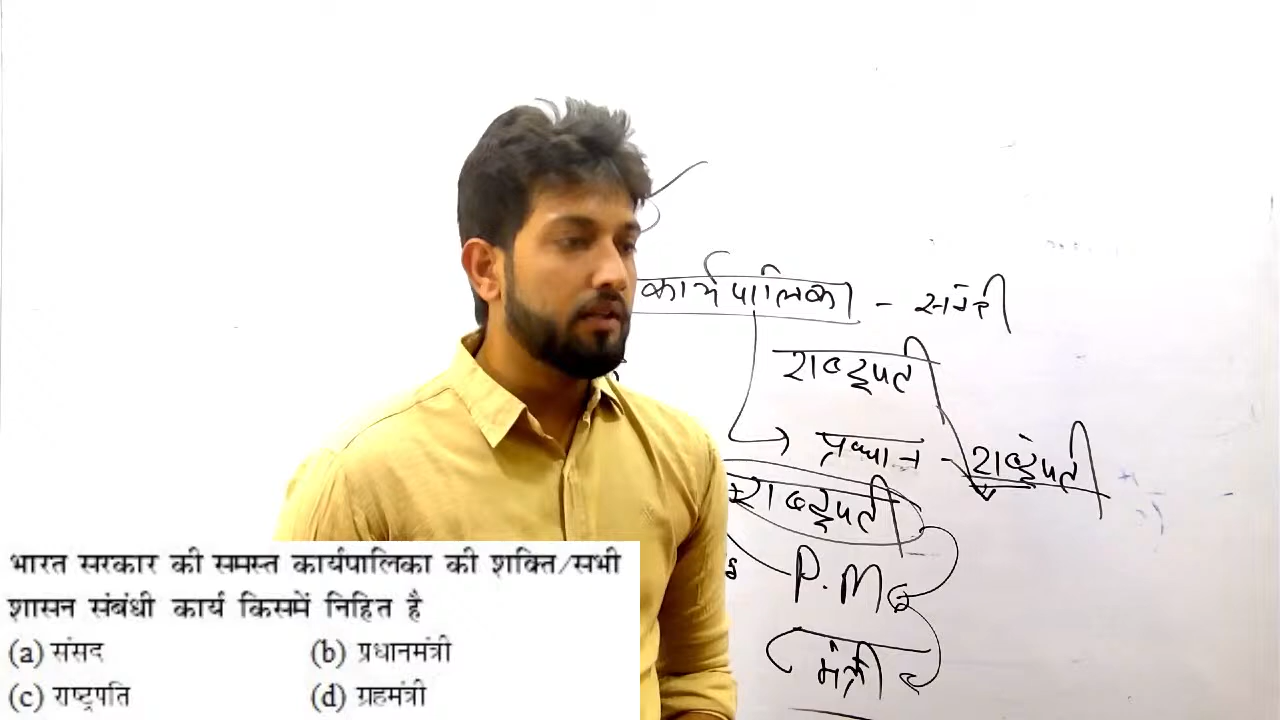 कार्यपालिका - संघी
राष्ट्रपती
प्रधान - राष्ट्रपती
राष्ट्रपती
P.M
मंत्री
भारत सरकार की समस्त कार्यपालिका की शक्ति/सभी
शासन संबंधी कार्य किसमें निहित है
(a) संसद (b) प्रधानमंत्री
(c) राष्ट्रपति (d) ग्रहमंत्री